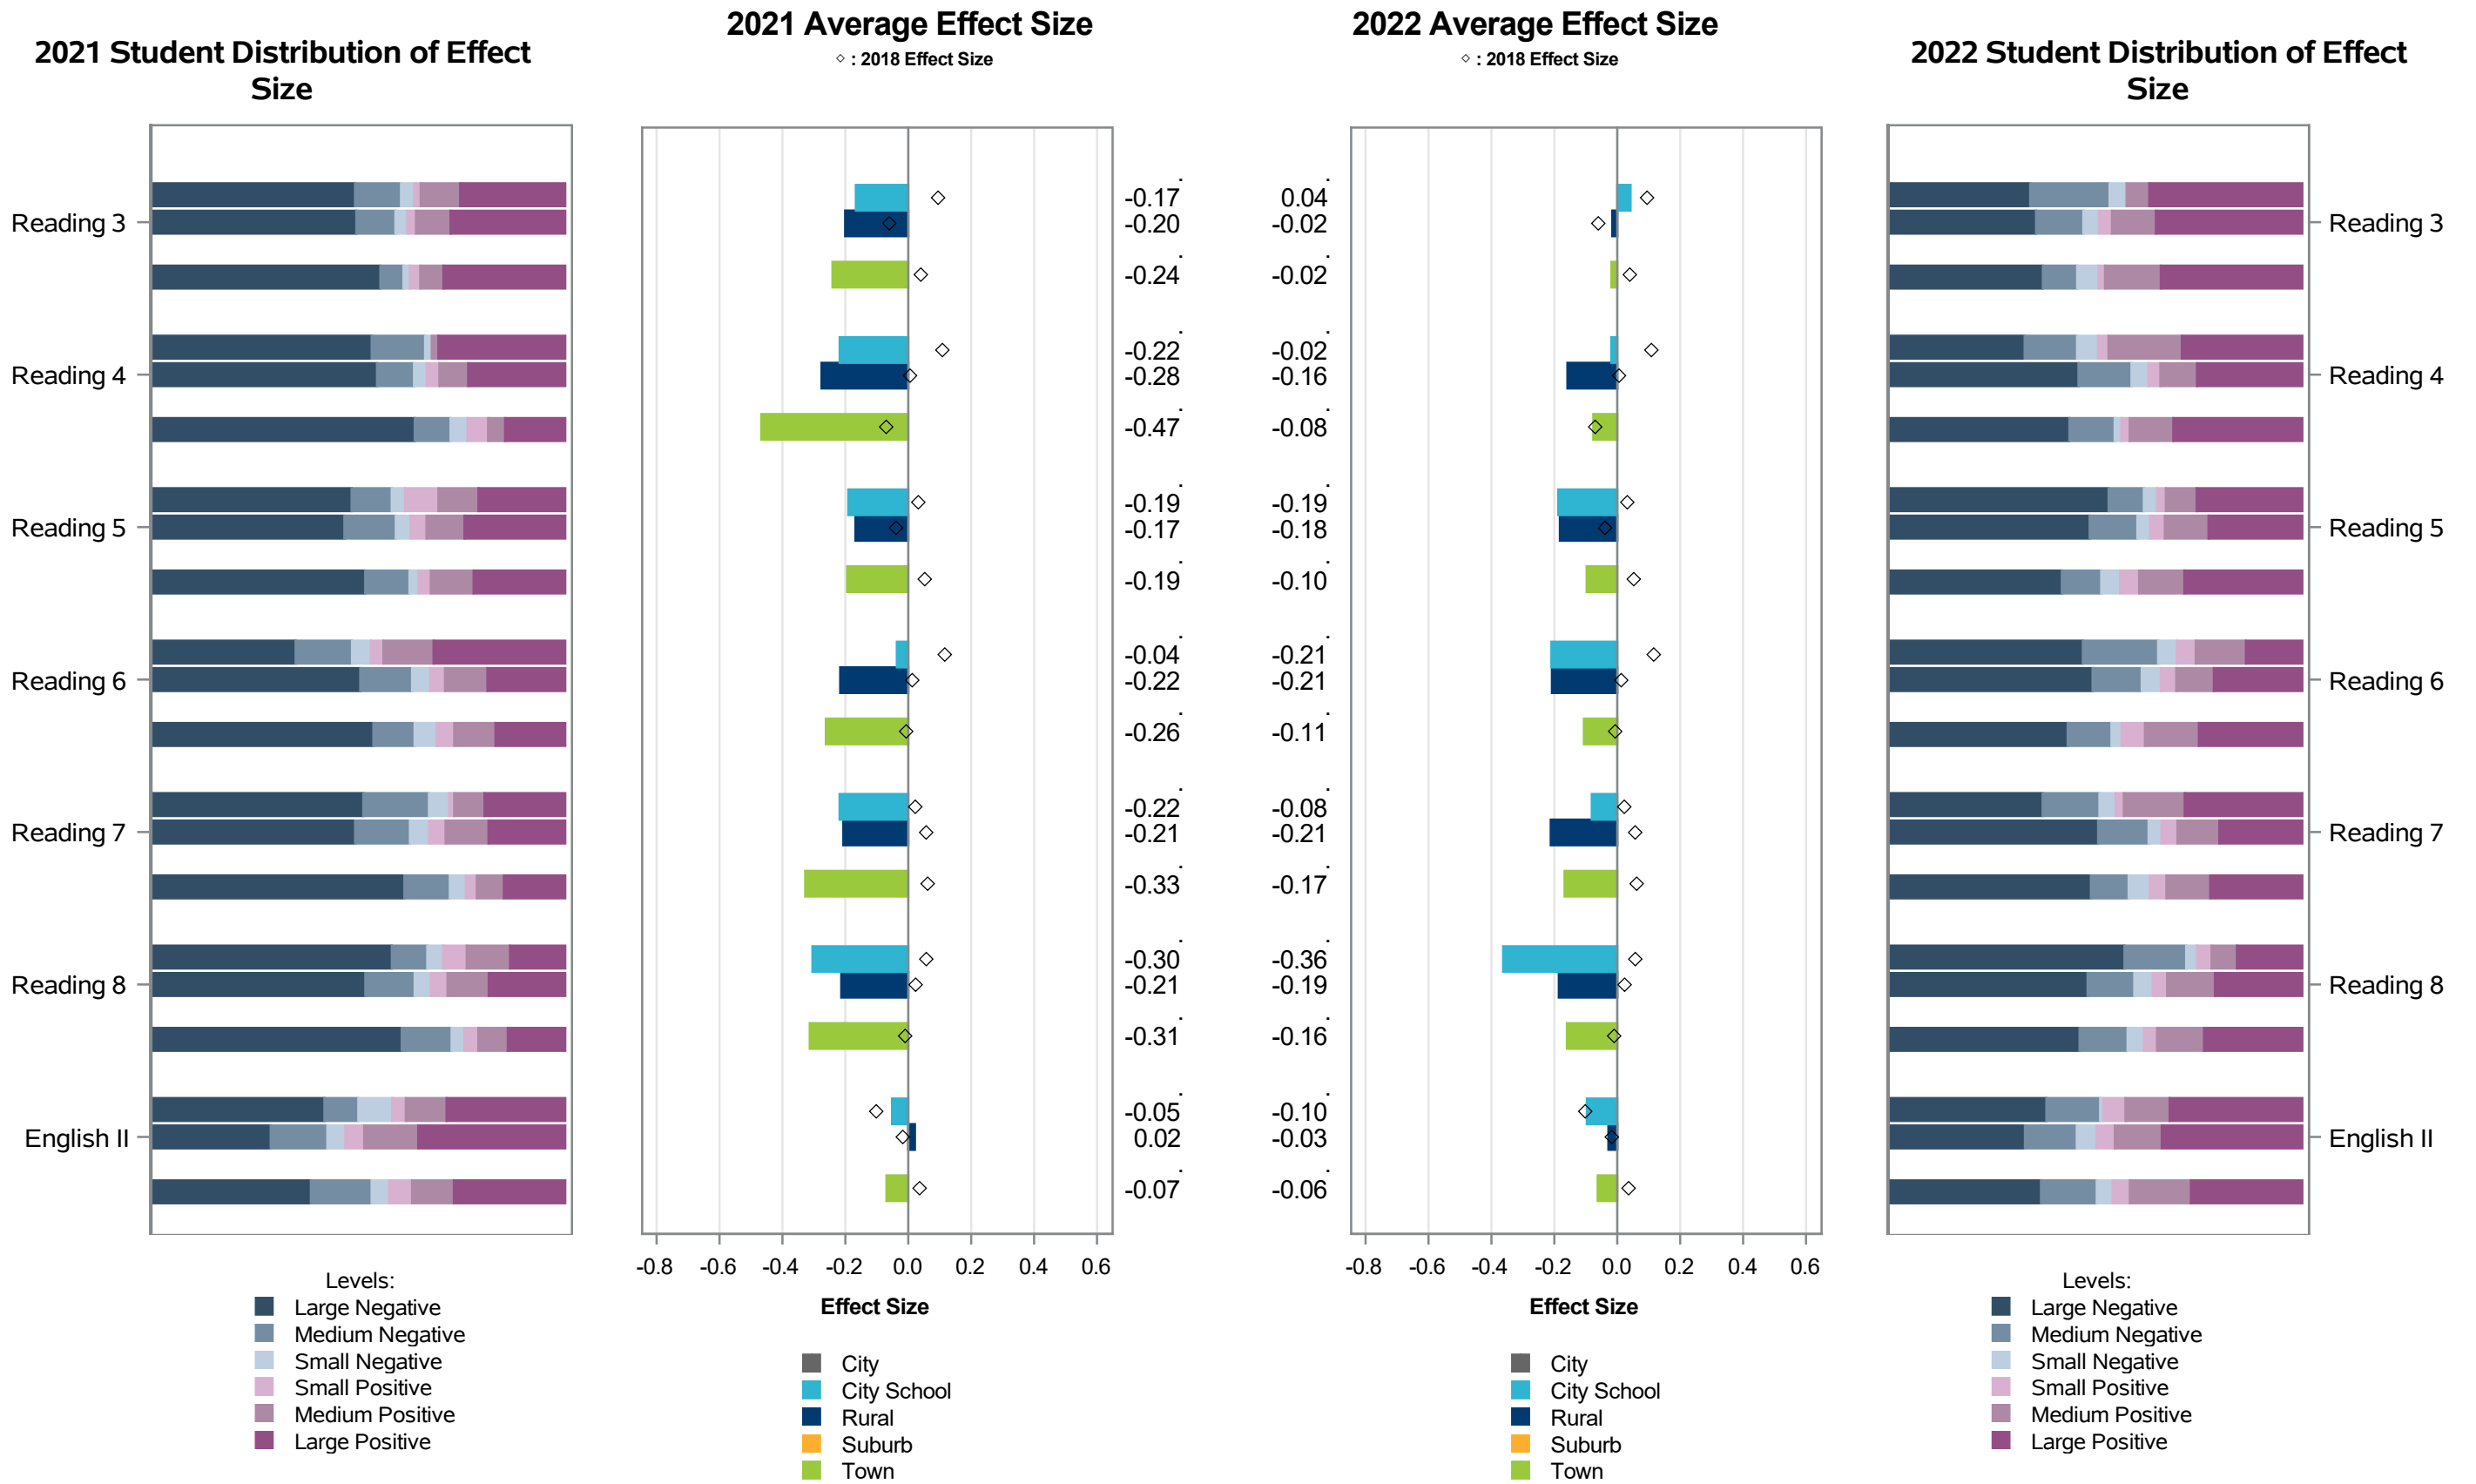 2021 Student Distribution of Effect
Size
Reading 3
Reading 4
Reading 5
Reading 6
Reading 7
Reading 8
English II
Levels:
Large Negative
Medium Negative
Small Negative
Small Positive
Medium Positive
Large Positive
2021 Average Effect Size
◇ : 2018 Effect Size
.
-0.17
-0.20
.
-0.24
.
-0.22
-0.28
.
-0.47
.
-0.19
-0.17
.
-0.19
.
-0.04
-0.22
.
-0.26
.
-0.22
-0.21
.
-0.33
.
-0.30
-0.21
.
-0.31
.
-0.05
0.02
.
-0.07
-0.8 -0.6 -0.4 -0.2 0.0 0.2 0.4 0.6
Effect Size
City
City School
Rural
Suburb
Town
2022 Average Effect Size
◇ : 2018 Effect Size
.
0.04
-0.02
.
-0.02
.
-0.02
-0.16
.
-0.08
.
-0.19
-0.18
.
-0.10
.
-0.21
-0.21
.
-0.11
.
-0.08
-0.21
.
-0.17
.
-0.36
-0.19
.
-0.16
.
-0.10
-0.03
.
-0.06
-0.8 -0.6 -0.4 -0.2 0.0 0.2 0.4 0.6
Effect Size
City
City School
Rural
Suburb
Town
2022 Student Distribution of Effect
Size
Reading 3
Reading 4
Reading 5
Reading 6
Reading 7
Reading 8
English II
Levels:
Large Negative
Medium Negative
Small Negative
Small Positive
Medium Positive
Large Positive